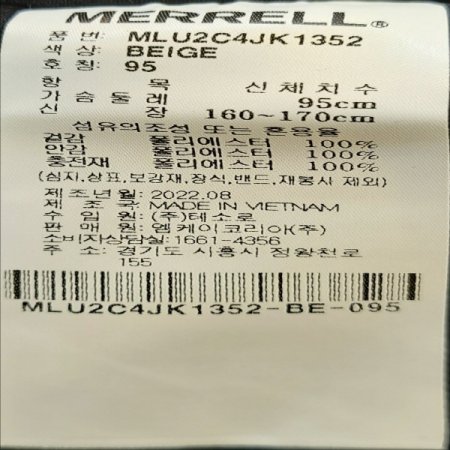 MERRELL®
품 번: MLU2C4JK1352
색 상: BEIGE
호 칭: 95
항 목 신 체 치 수
가 슴 둘 레 95cm
신 장 160~170cm
섬유의조성 또는 혼용율
겉감 폴리에스터 100%
안감 폴리에스터 100%
충전재 폴리에스터 100%
(심지,상표,보강재,장식,밴드,재봉사 제외)
제조년월: 2022.08
제 조 국: MADE IN VIETNAM
수 입 원: (주)테소로
판 매 원: 엠케이코리아(주)
소비자상담실:1661-4356
주 소: 경기도 시흥시 정왕천로
155
MLU2C4JK1352-BE-095